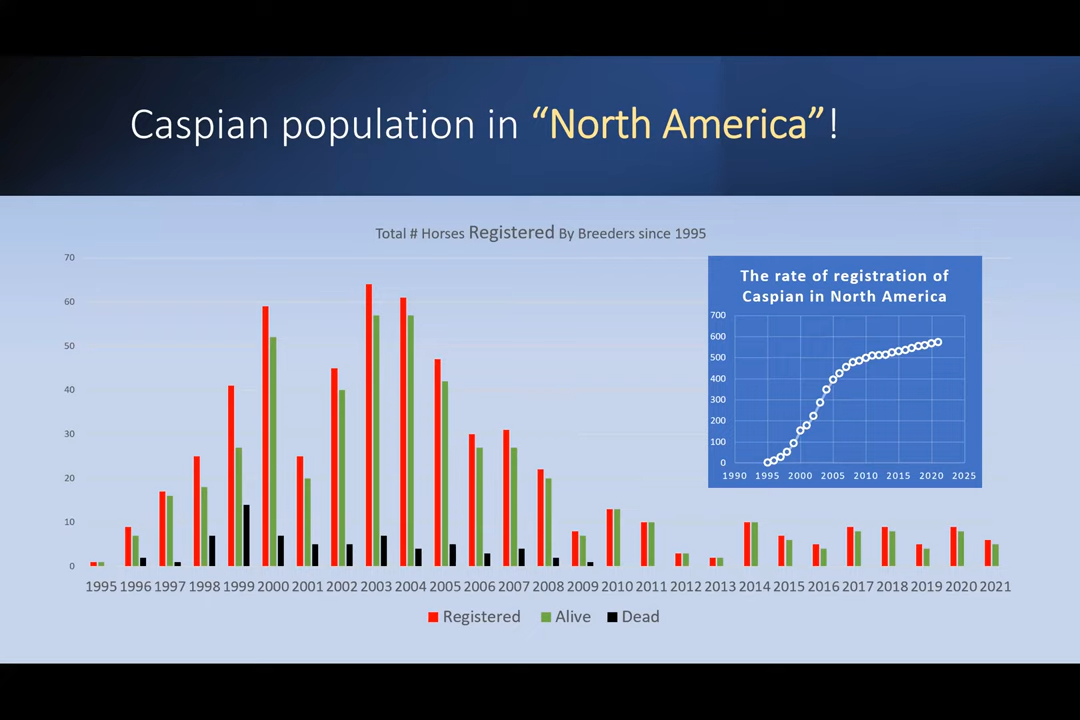 Caspian population in “North America”!
Total # Horses Registered By Breeders since 1995
70
60
50
40
30
20
10
0
1995 1996 1997 1998 1999 2000 2001 2002 2003 2004 2005 2006 2007 2008 2009 2010 2011 2012 2013 2014 2015 2016 2017 2018 2019 2020 2021
Registered Alive Dead
The rate of registration of
Caspian in North America
700
600
500
400
300
200
100
0
1990 1995 2000 2005 2010 2015 2020 2025